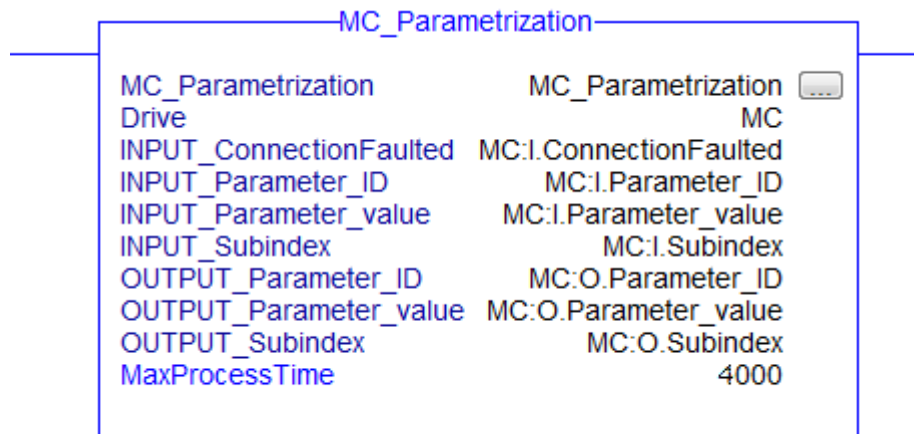 MC_Parametrization
MC_Parametrization MC_Parametrization ...
Drive MC
INPUT_ConnectionFaulted MC:I.ConnectionFaulted
INPUT_Parameter_ID MC:I.Parameter_ID
INPUT_Parameter_value MC:I.Parameter_value
INPUT_Subindex MC:I.Subindex
OUTPUT_Parameter_ID MC:O.Parameter_ID
OUTPUT_Parameter_value MC:O.Parameter_value
OUTPUT_Subindex MC:O.Subindex
MaxProcessTime 4000